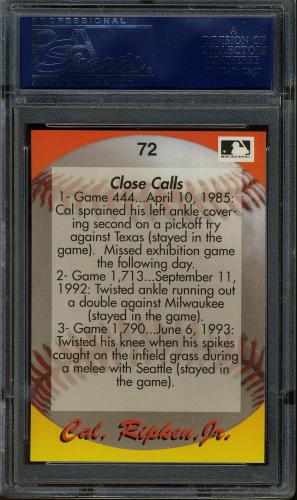 PROFESSIONAL
PSA
A
DIVISION OF
COLLECTORS
UNIVERSE
72
Close Calls
1- Game 444...April 10, 1985:
Cal sprained his left ankle cover-
ing second on a pickoff try
against Texas (stayed in the
game). Missed exhibition game
the following day.
2- Game 1,713...September 11,
1992: Twisted ankle running out
a double against Milwaukee
(stayed in the game).
3- Game 1,790...June 6, 1993:
Twisted his knee when his spikes
caught on the infield grass during
a melee with Seattle (stayed in
the game).
Cal, Ripken, Jr.